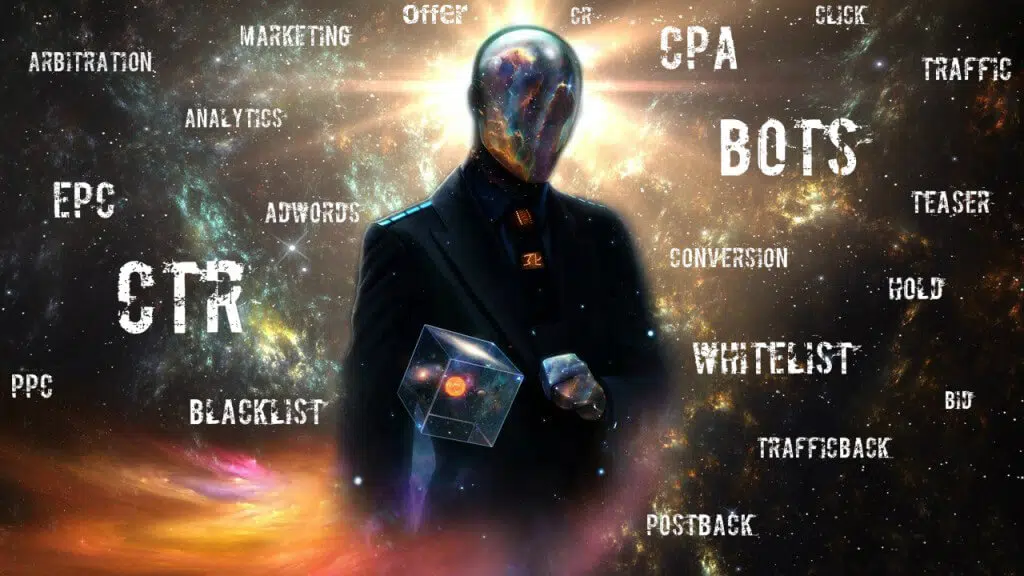 Offer
CR
CLICK
MARKETING
CPA
ARBITRATION
TRAFFIC
ANALYTICS
BOTS
EPC
ADWORDS
TEASER
CONVERSION
CTR
HOLD
WHITELIST
PPC
BLACKLIST
BID
TRAFFICBACK
POSTBACK